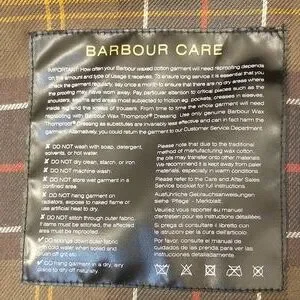 BARBOUR CARE
IMPORTANT: How often your Barbour waxed cotton garment will need reproofing depends
on the amount and type of usage it receives. To ensure long service it is essential that you
check the garment regularly, say once a month to ensure that there are no dry areas where
the proofing may have worn away. Pay particular attention to critical places such as the
shoulders, and areas most subjected to friction eg pockets, creases in sleeves,
inside leg and the soles of trousers. From time to time the whole garment will need
reproofing with Barbour Wax Thornproof Dressing. Use only genuine Barbour Wax
Thornproof Dressing as substitutes are invariably less effective and can in fact harm the
garment. Alternatively, you could return the garment to our Customer Service Department.
✗ DO NOT wash with soap, detergent,
solvents, or hot water.
✗ DO NOT dry clean, starch, or iron
✗ DO NOT machine wash
✗ DO NOT store wet garment in a
confined area
✗ DO NOT hang garment on
radiators, exposed to naked flame or
use artificial heat to dry.
✗ DO NOT stitch through outer fabric.
If items must be stitched, the affected
area must be reproofed
✓ DO sponge down outer fabric
in cold water when soiled and
brush off grit etc.
✓ DO hang garment in a dry, airy
place to dry off naturally
Please note that due to the traditional
method of manufacturing wax cotton,
the oils may transfer onto other materials
so we recommend it is kept away from paler
materials, especially in warm conditions.
Please refer to the Care and After
Service booklet for full instructions.
Ausführliche Gebrauchsanweisungen
siehe "Pflege - Merkblatt.
Veuillez vous reporter au manuel
d'entretien pour les instructions détaillées.
Si prega di consultare il libretto con
le istruzioni per la cura dell'articolo.
Por favor, consulte el manual
de prendas para ver las instrucciones
detalladamente.